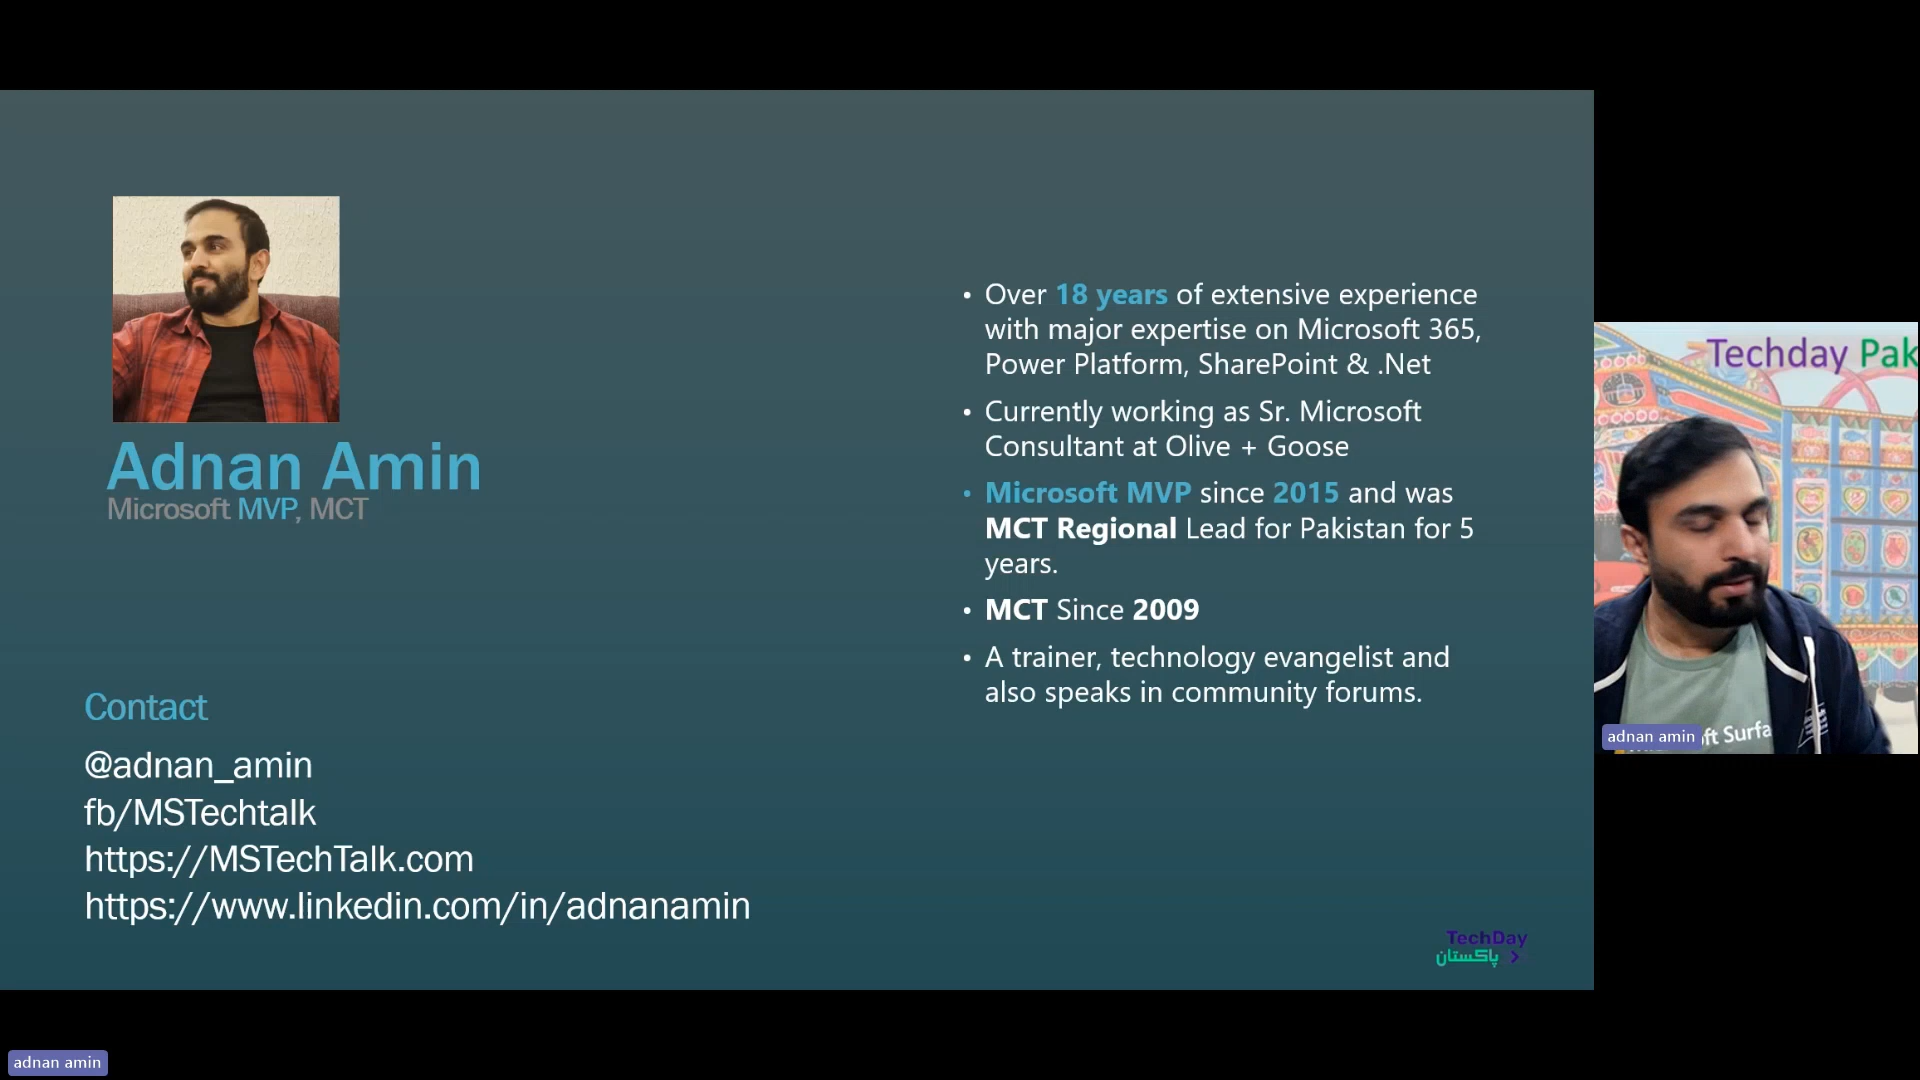 Adnan Amin
Microsoft MVP, MCT
Contact
@adnan_amin
fb/MSTechtalk
https://MSTechTalk.com
https://www.linkedin.com/in/adnanamin
• Over 18 years of extensive experience
with major expertise on Microsoft 365,
Power Platform, SharePoint & .Net
• Currently working as Sr. Microsoft
Consultant at Olive + Goose
• Microsoft MVP since 2015 and was
MCT Regional Lead for Pakistan for 5
years.
• MCT Since 2009
• A trainer, technology evangelist and
also speaks in community forums.
TechDay
پاکستان
Techday Pak
ft Surfa
adnan amin
adnan amin